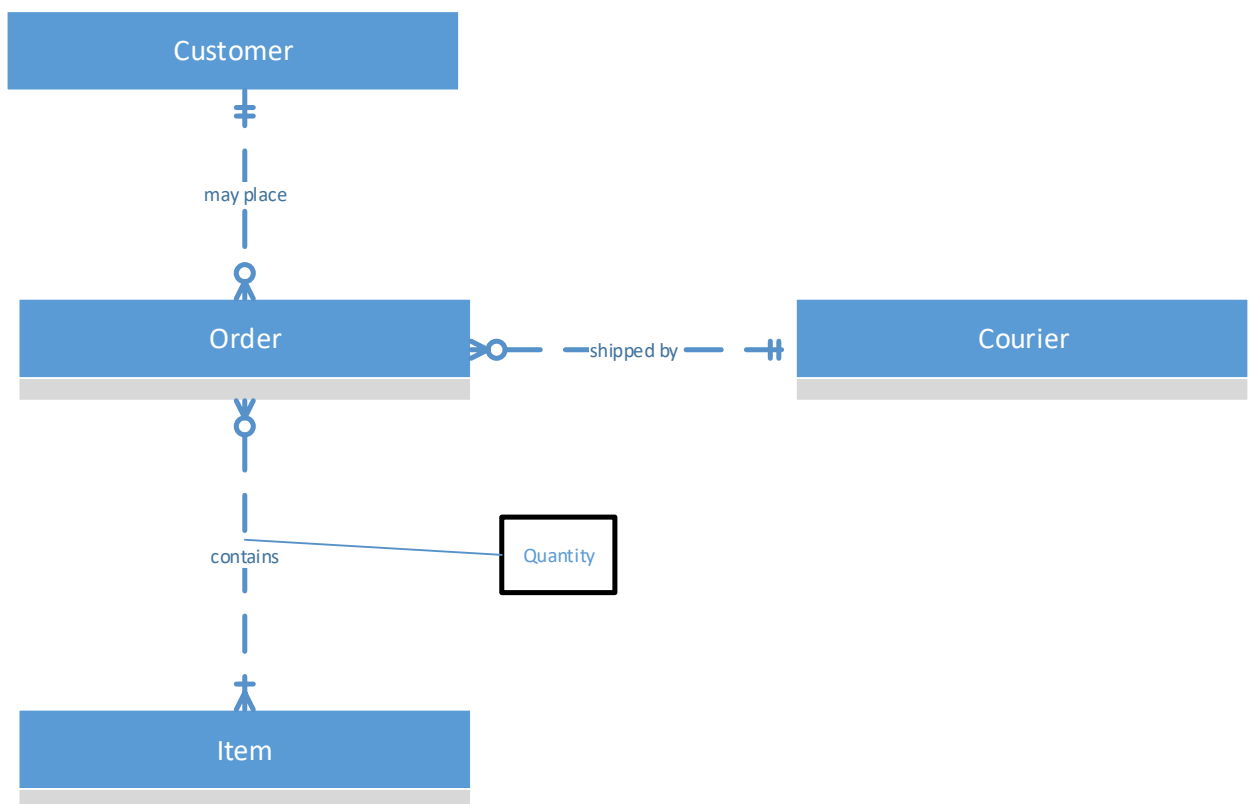 Customer
may place
Order
shipped by
Courier
contains
Quantity
Item